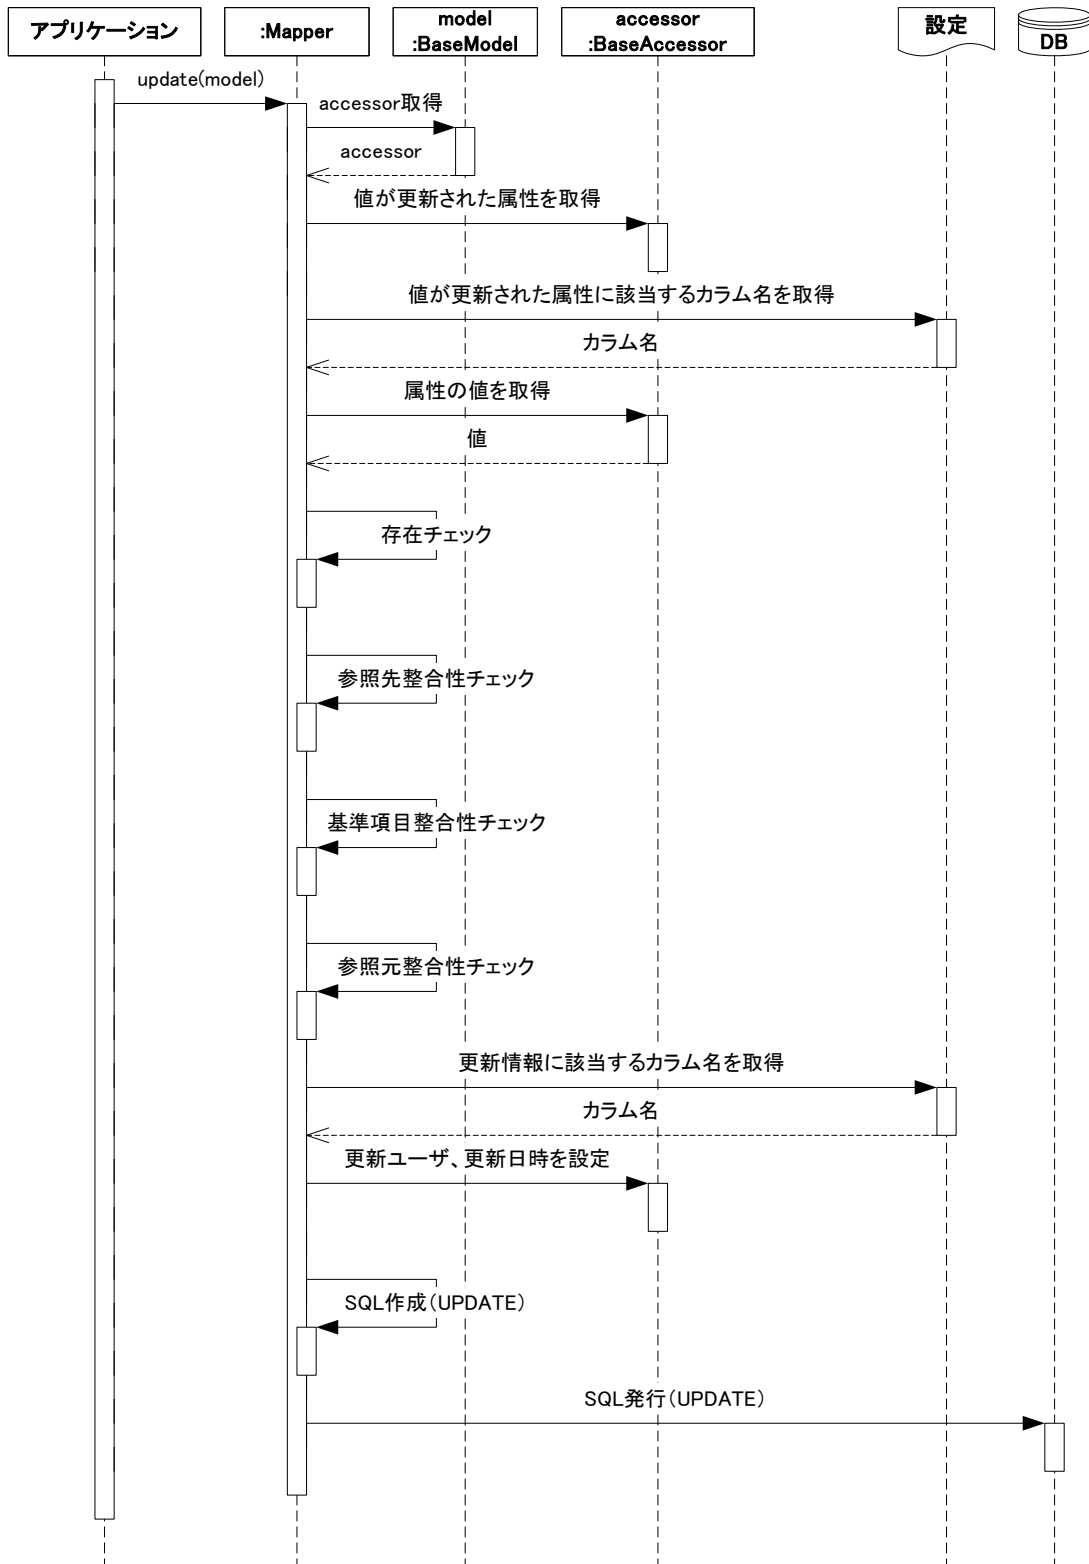 アプリケーション
:Mapper
model
:BaseModel
accessor
:BaseAccessor
設定
DB
update(model)
accessor取得
accessor
値が更新された属性を取得
値が更新された属性に該当するカラム名を取得
カラム名
属性の値を取得
値
存在チェック
参照先整合性チェック
基準項目整合性チェック
参照元整合性チェック
更新情報に該当するカラム名を取得
カラム名
更新ユーザ、更新日時を設定
SQL作成（UPDATE）
SQL発行（UPDATE）